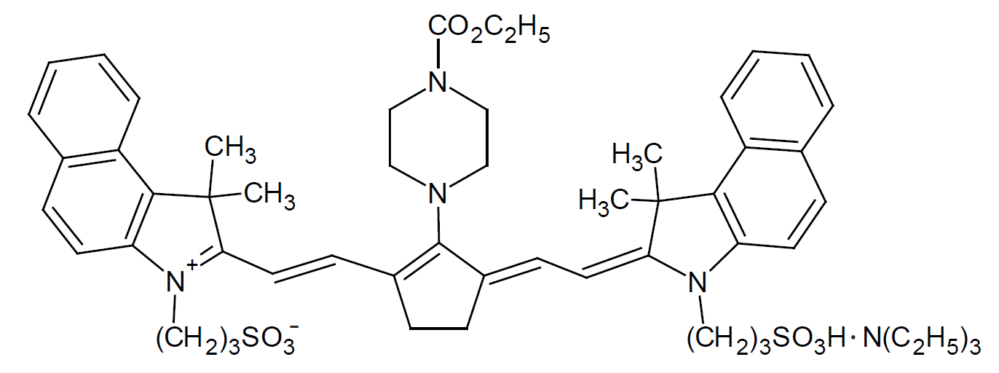 CO₂C₂H₅
N
CH₃
H₃C
CH₃
H₃C
N
N⁺
N
(CH₂)₃SO₃⁻
(CH₂)₃SO₃H·N(C₂H₅)₃